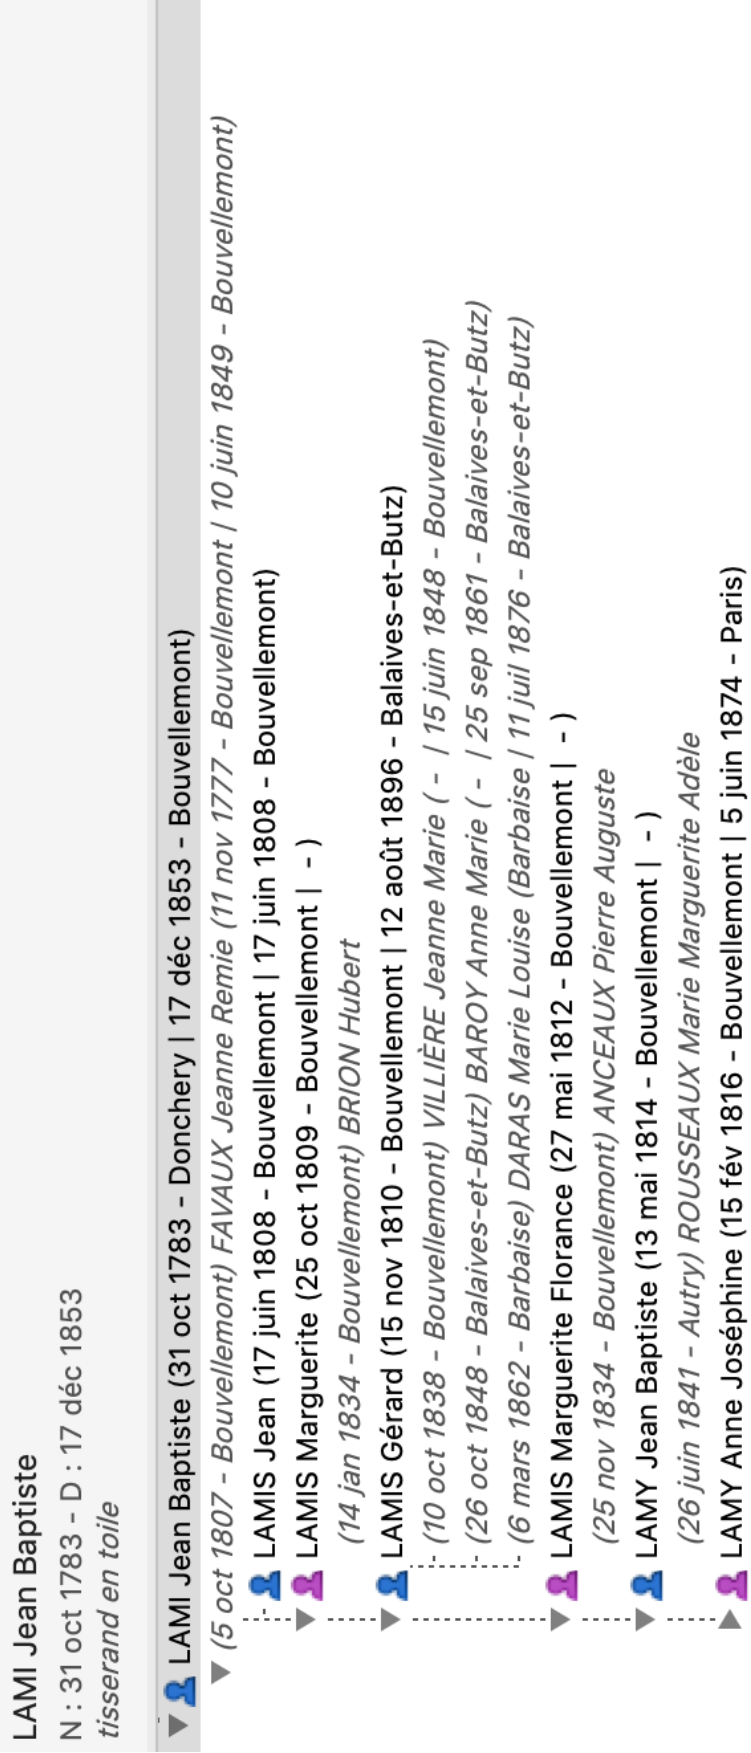 LAMI Jean Baptiste
N : 31 oct 1783 - D : 17 déc 1853
tisserand en toile
LAMI Jean Baptiste (31 oct 1783 - Donchery | 17 déc 1853 - Bouvellemont)
(5 oct 1807 - Bouvellemont) FAVAUX Jeanne Remie (11 nov 1777 - Bouvellemont | 10 juin 1849 - Bouvellemont)
LAMIS Jean (17 juin 1808 - Bouvellemont | 17 juin 1808 - Bouvellemont)
LAMIS Marguerite (25 oct 1809 - Bouvellemont |  - )
(14 jan 1834 - Bouvellemont) BRION Hubert
LAMIS Gérard (15 nov 1810 - Bouvellemont | 12 août 1896 - Balaives-et-Butz)
(10 oct 1838 - Bouvellemont) VILLIÈRE Jeanne Marie ( -  | 15 juin 1848 - Bouvellemont)
(26 oct 1848 - Balaives-et-Butz) BAROY Anne Marie ( -  | 25 sep 1861 - Balaives-et-Butz)
(6 mars 1862 - Barbaise) DARAS Marie Louise (Barbaise | 11 juil 1876 - Balaives-et-Butz)
LAMIS Marguerite Florance (27 mai 1812 - Bouvellemont |  - )
(25 nov 1834 - Bouvellemont) ANCEAUX Pierre Auguste
LAMY Jean Baptiste (13 mai 1814 - Bouvellemont |  - )
(26 juin 1841 - Autry) ROUSSEAUX Marie Marguerite Adèle
LAMY Anne Joséphine (15 fév 1816 - Bouvellemont | 5 juin 1874 - Paris)